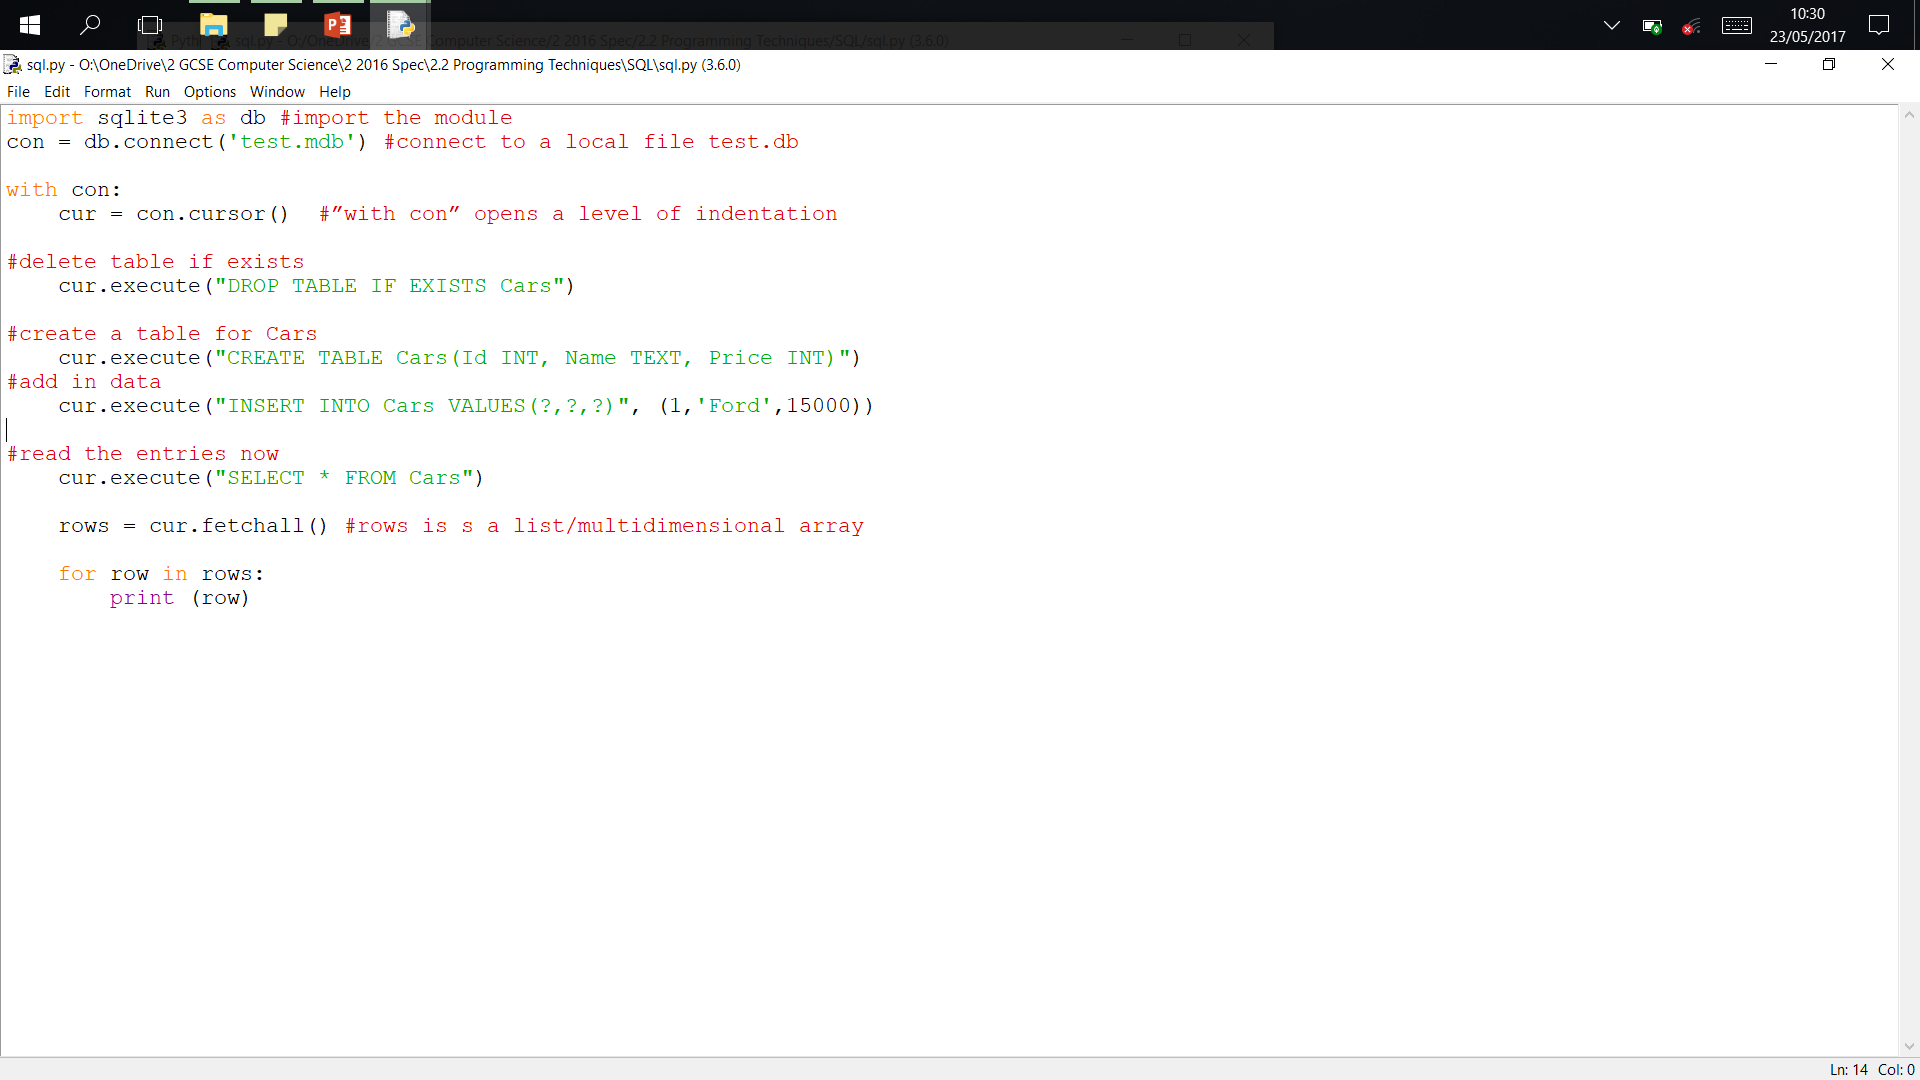 10:30
23/05/2017
sql.py - O:\OneDrive\2 GCSE Computer Science\2 2016 Spec\2.2 Programming Techniques\SQL\sql.py (3.6.0)
File Edit Format Run Options Window Help
import sqlite3 as db #import the module
con = db.connect('test.mdb') #connect to a local file test.db
with con:
    cur = con.cursor()  #”with con” opens a level of indentation
#delete table if exists
    cur.execute("DROP TABLE IF EXISTS Cars")
#create a table for Cars
    cur.execute("CREATE TABLE Cars(Id INT, Name TEXT, Price INT)")
#add in data
    cur.execute("INSERT INTO Cars VALUES(?,?,?)", (1,'Ford',15000))
#read the entries now
    cur.execute("SELECT * FROM Cars")
    rows = cur.fetchall() #rows is s a list/multidimensional array
    for row in rows:
        print (row)
Ln: 14 Col: 0